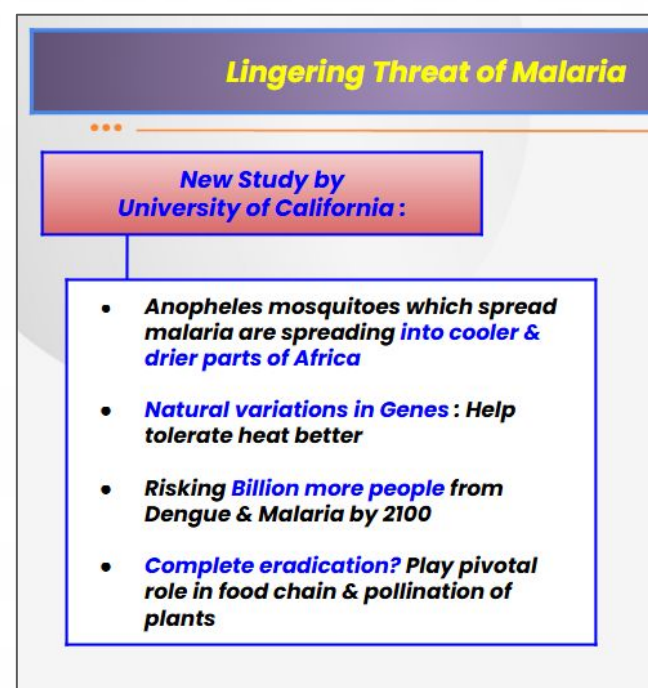 Lingering Threat of Malaria
New Study by
University of California :
● Anopheles mosquitoes which spread
malaria are spreading into cooler &
drier parts of Africa
● Natural variations in Genes : Help
tolerate heat better
● Risking Billion more people from
Dengue & Malaria by 2100
● Complete eradication? Play pivotal
role in food chain & pollination of
plants